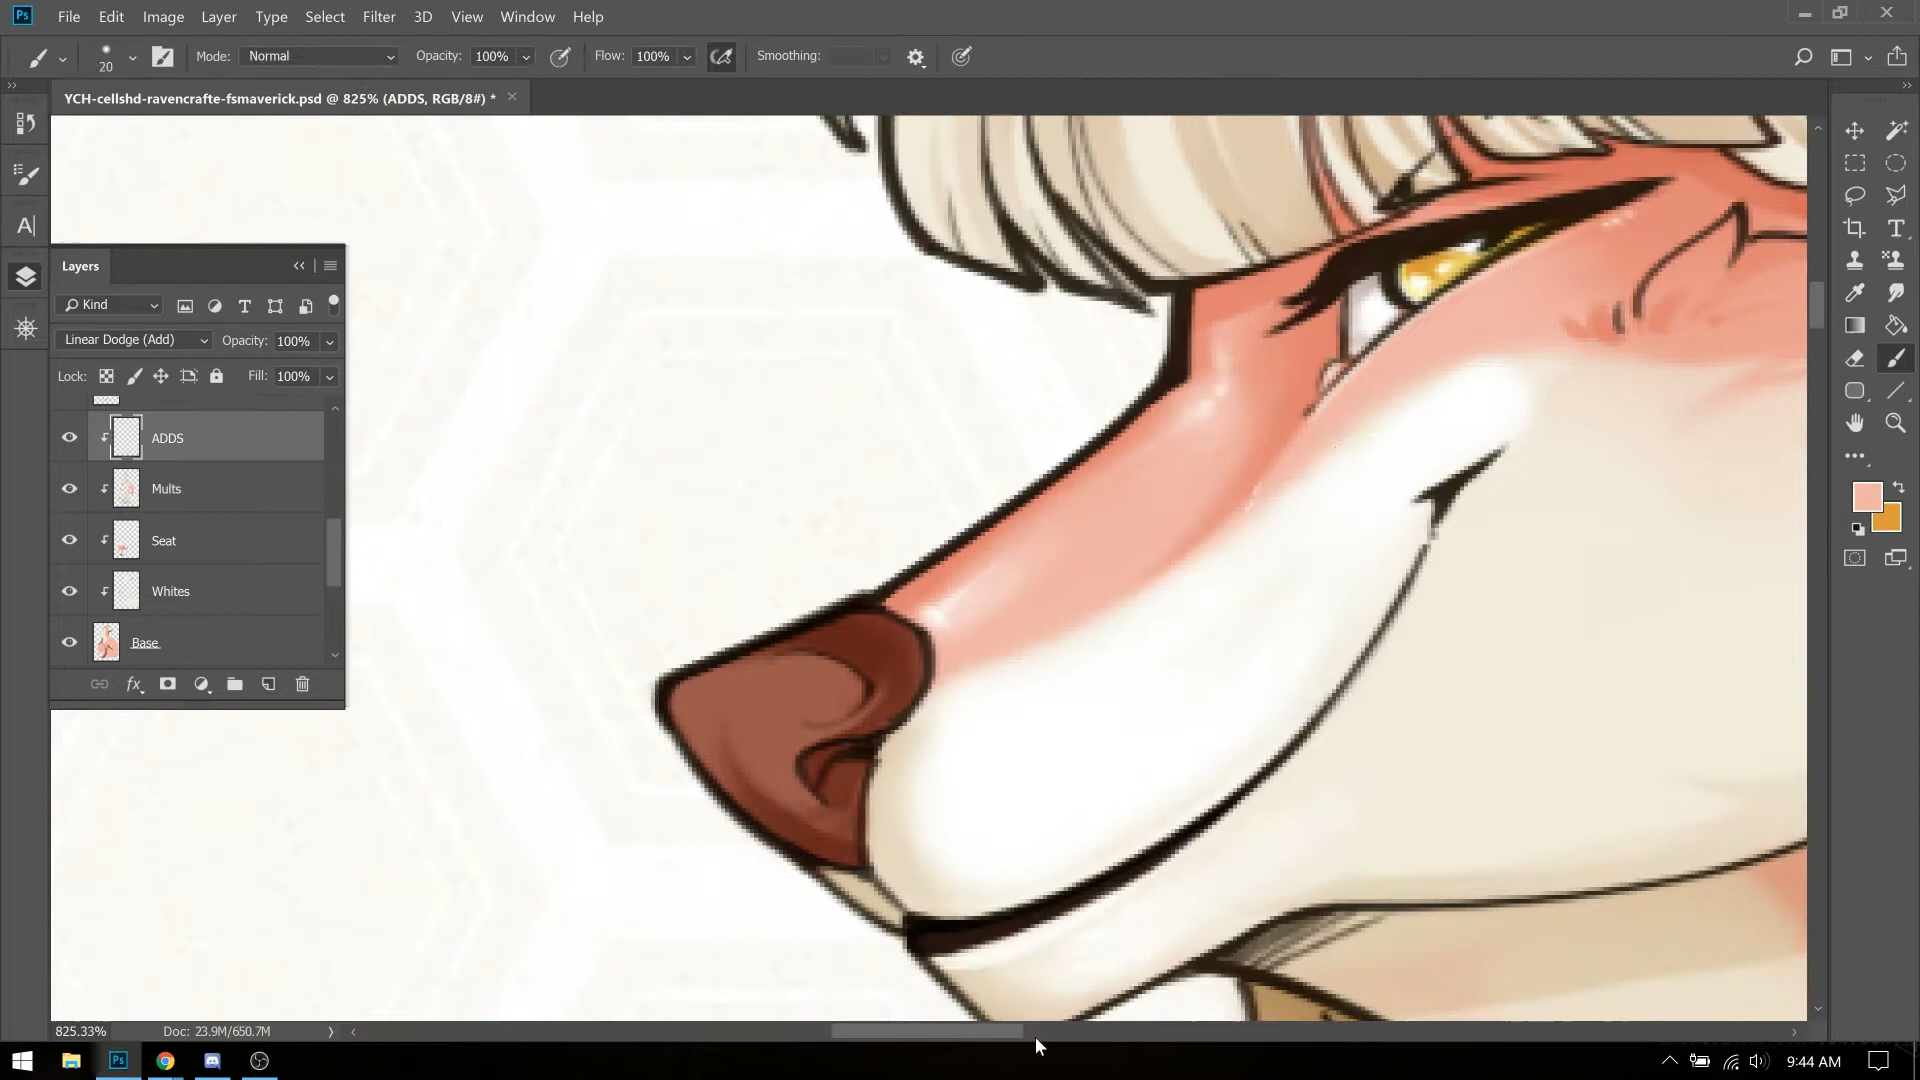 Ps File Edit Image Layer Type Select Filter 3D View Window Help
20 Mode: Normal Opacity: 100% Flow: 100% Smoothing:
YCH-cellshd-ravencrafte-fsmaverick.psd @ 825% (ADDS, RGB/8#) *
Layers
Kind
Linear Dodge (Add) Opacity: 100%
Lock: Fill: 100%
ADDS
Mults
Seat
Whites
Base
fx
825.33% Doc: 23.9M/650.7M
Ps 9:44 AM